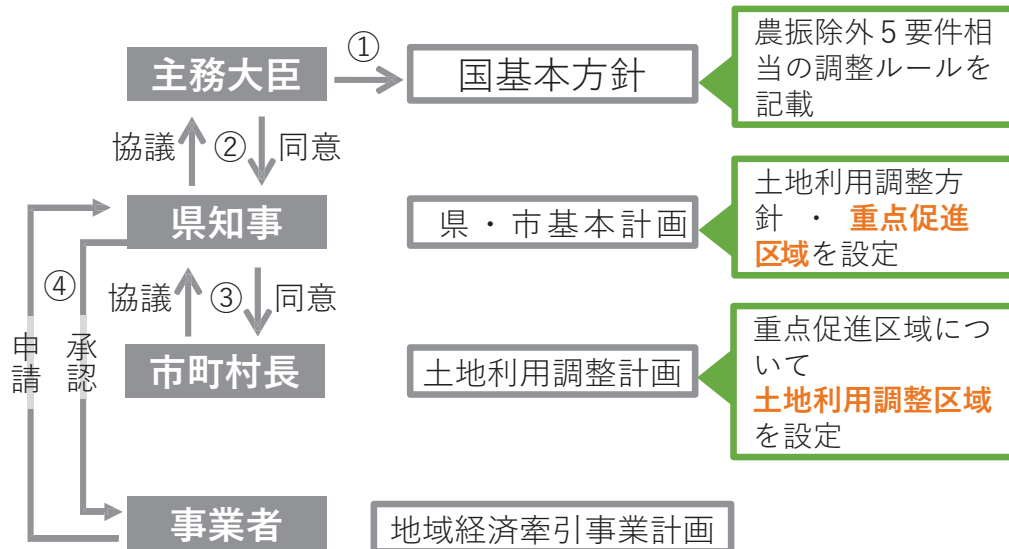 ①
主務大臣
国基本方針
農振除外5要件相
当の調整ルールを
記載
協議
②
同意
県知事
県・市基本計画
土地利用調整方
針 ・ 重点促進
区域を設定
④
協議
③
同意
申請
承認
市町村長
土地利用調整計画
重点促進区域につ
いて
土地利用調整区域
を設定
事業者
地域経済牽引事業計画